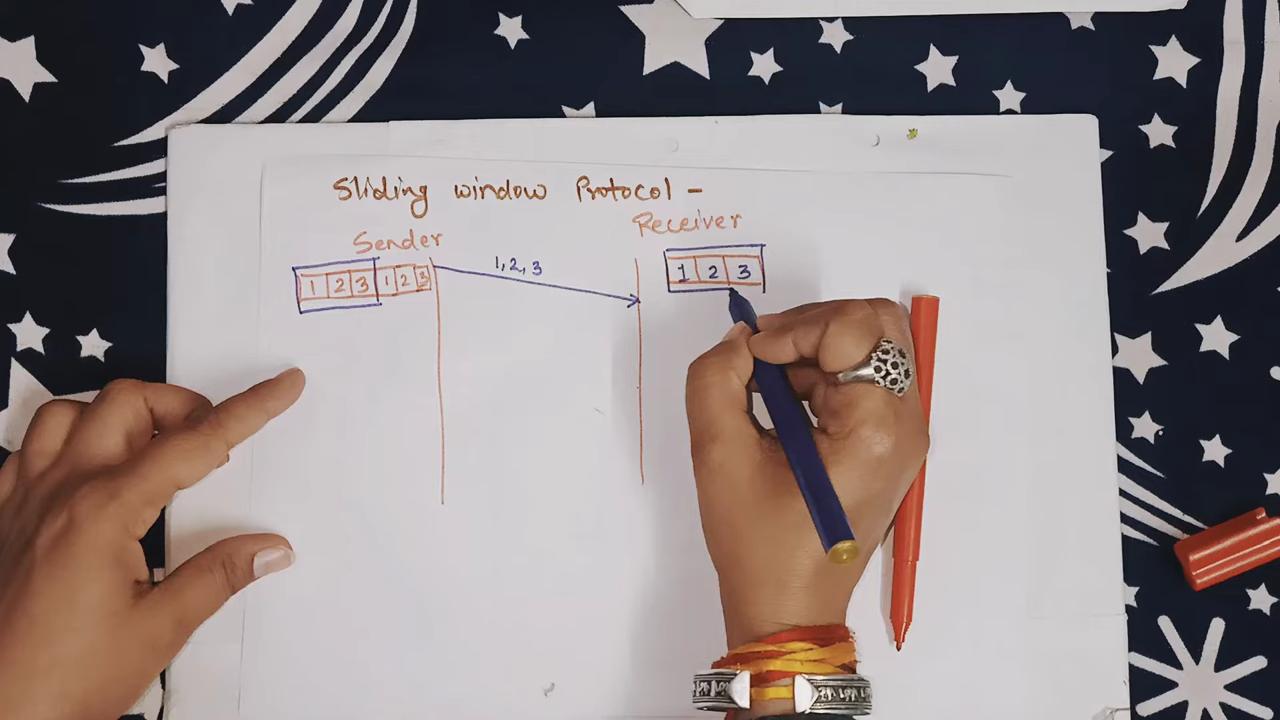 Sliding window Protocol -
Sender
Receiver
1 2 3 1 2 3
1, 2, 3
1 2 3